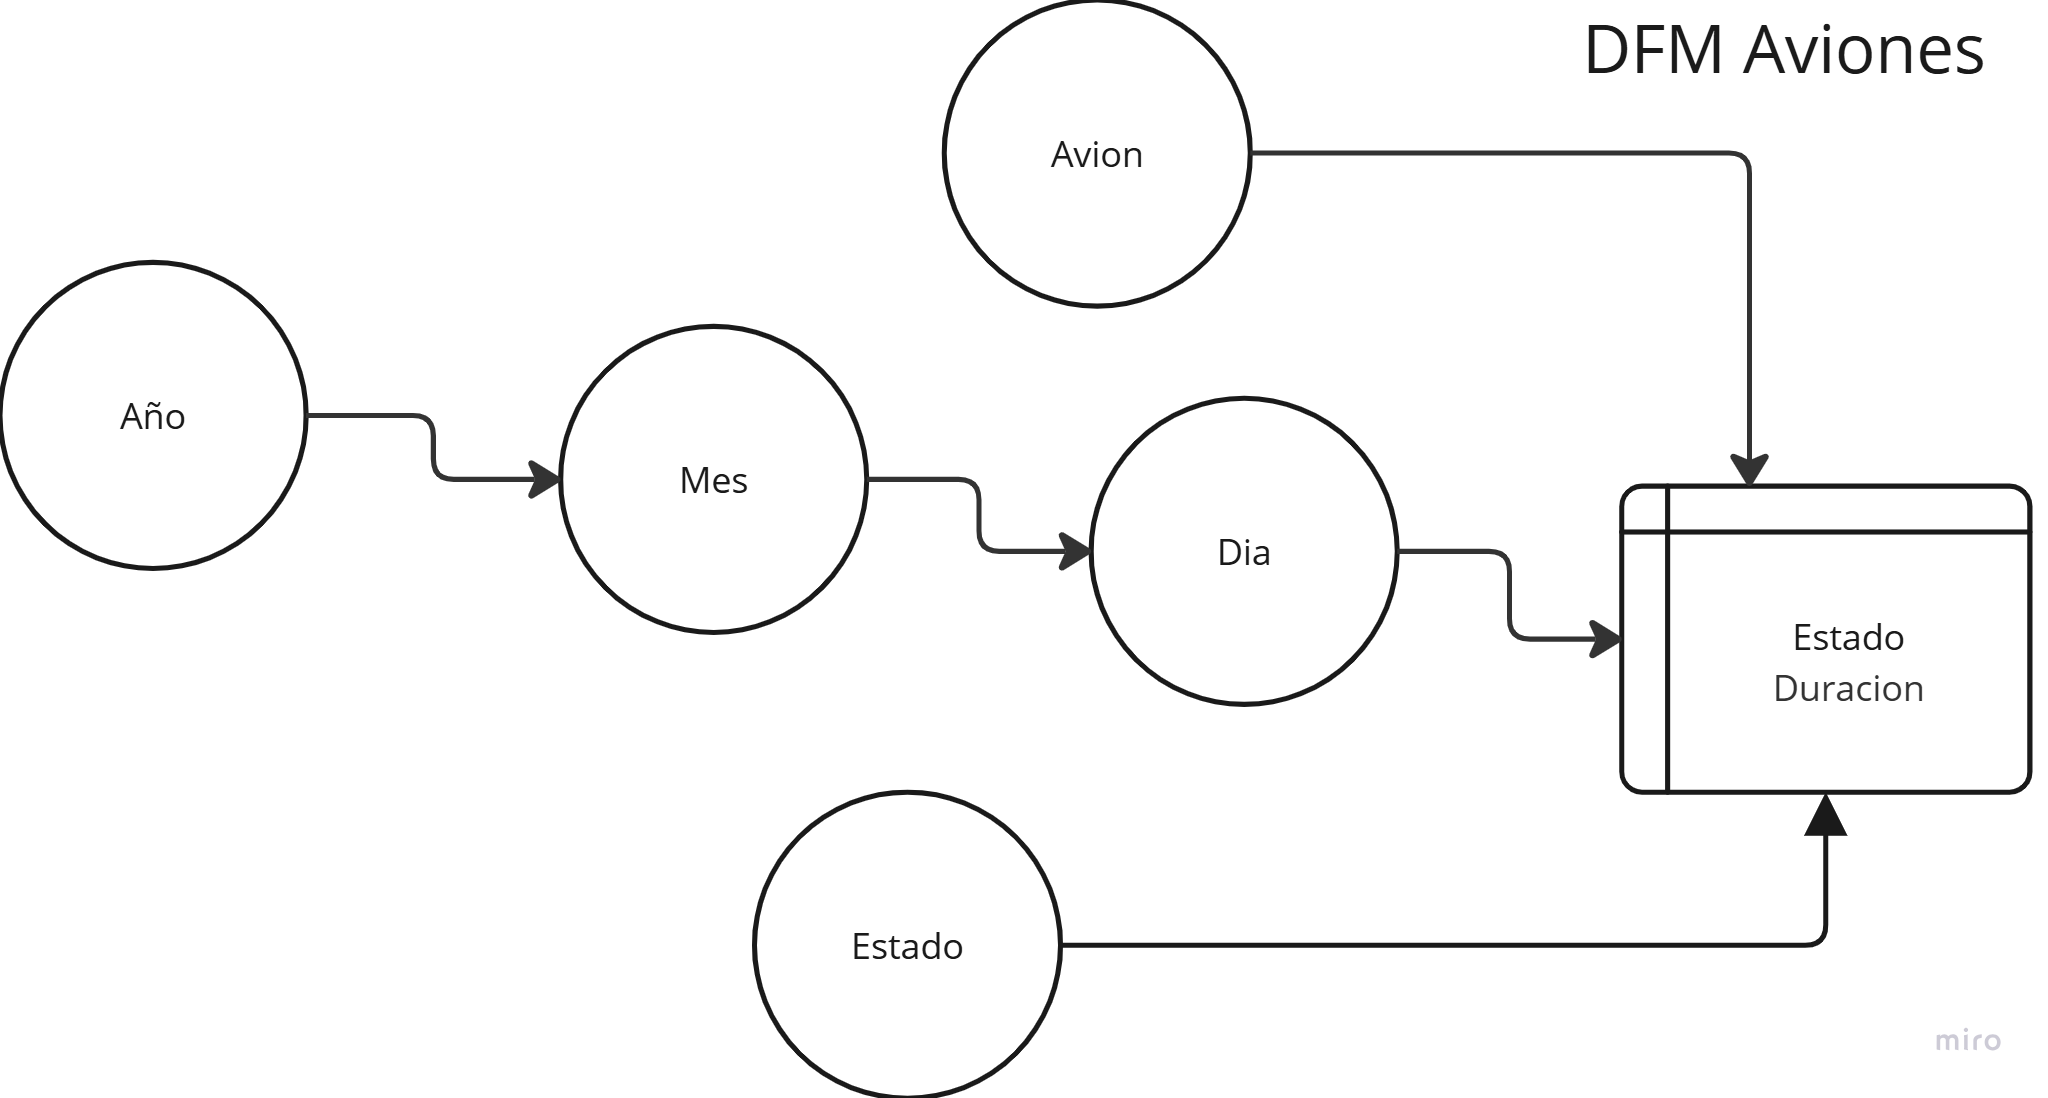 DFM Aviones
Avion
Año
Mes
Dia
Estado
Duracion
Estado
miro